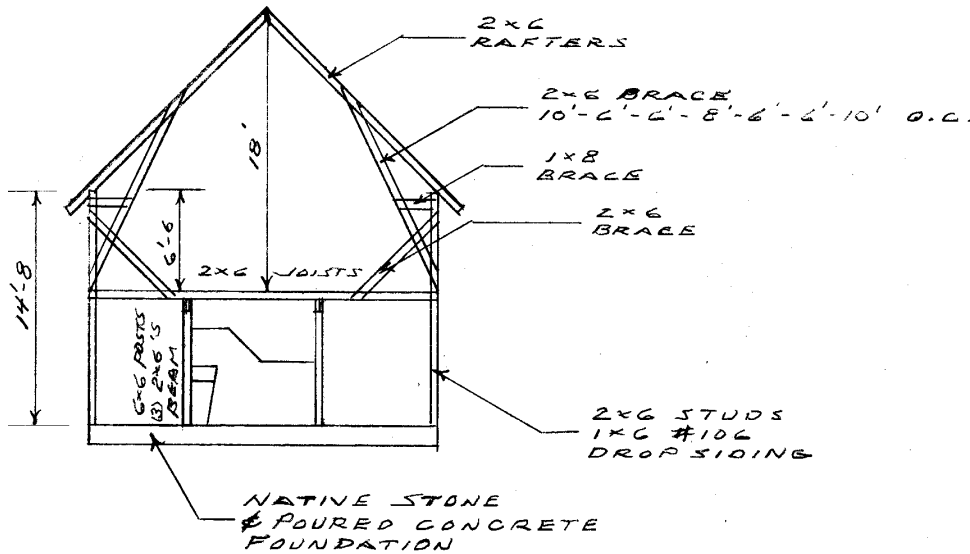 2×6
RAFTERS
2×6 BRACE
10'-6'-6'-8'-6'-6'-10' O.C.
1×8
BRACE
2×6
BRACE
18'
6'-6
14'-8
2×6 JOISTS
6×6 POSTS
(3) 2×6'S
BEAM
2×6 STUDS
1×6 #106
DROP SIDING
NATIVE STONE
& POURED CONCRETE
FOUNDATION